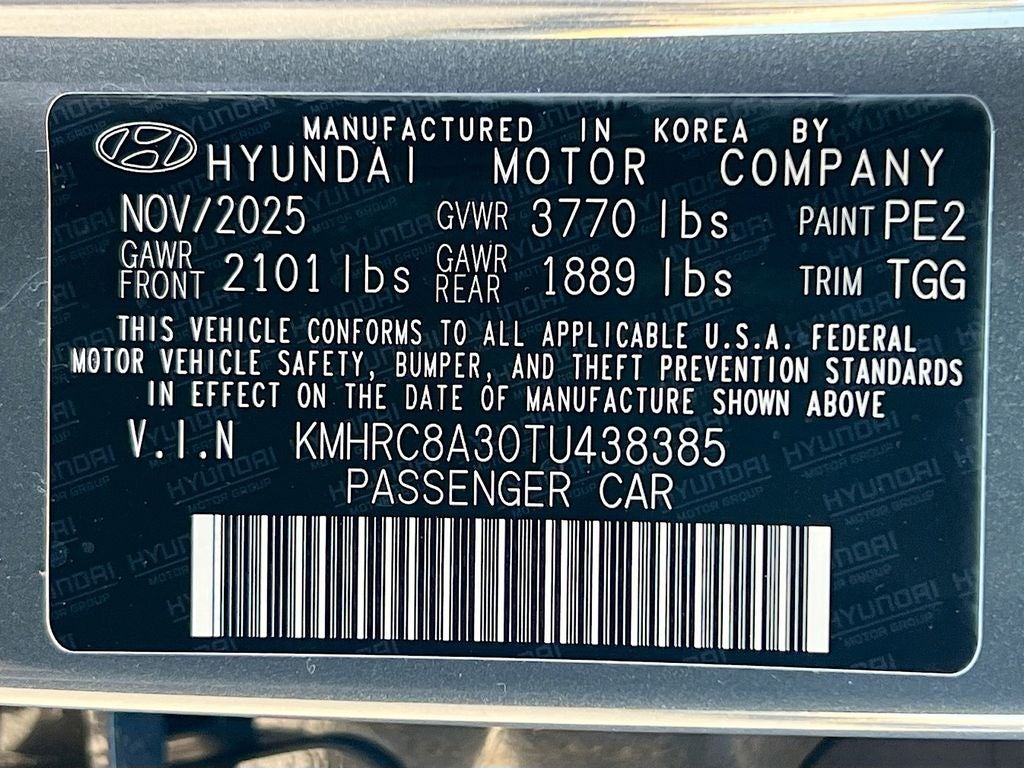 MANUFACTURED IN KOREA BY
HYUNDAI MOTOR COMPANY
NOV/2025 GVWR 3770 lbs PAINT PE2
GAWR FRONT 2101 lbs GAWR REAR 1889 lbs TRIM TGG
THIS VEHICLE CONFORMS TO ALL APPLICABLE U.S.A. FEDERAL
MOTOR VEHICLE SAFETY, BUMPER, AND THEFT PREVENTION STANDARDS
IN EFFECT ON THE DATE OF MANUFACTURE SHOWN ABOVE
V.I.N KMHRC8A30TU438385
PASSENGER CAR